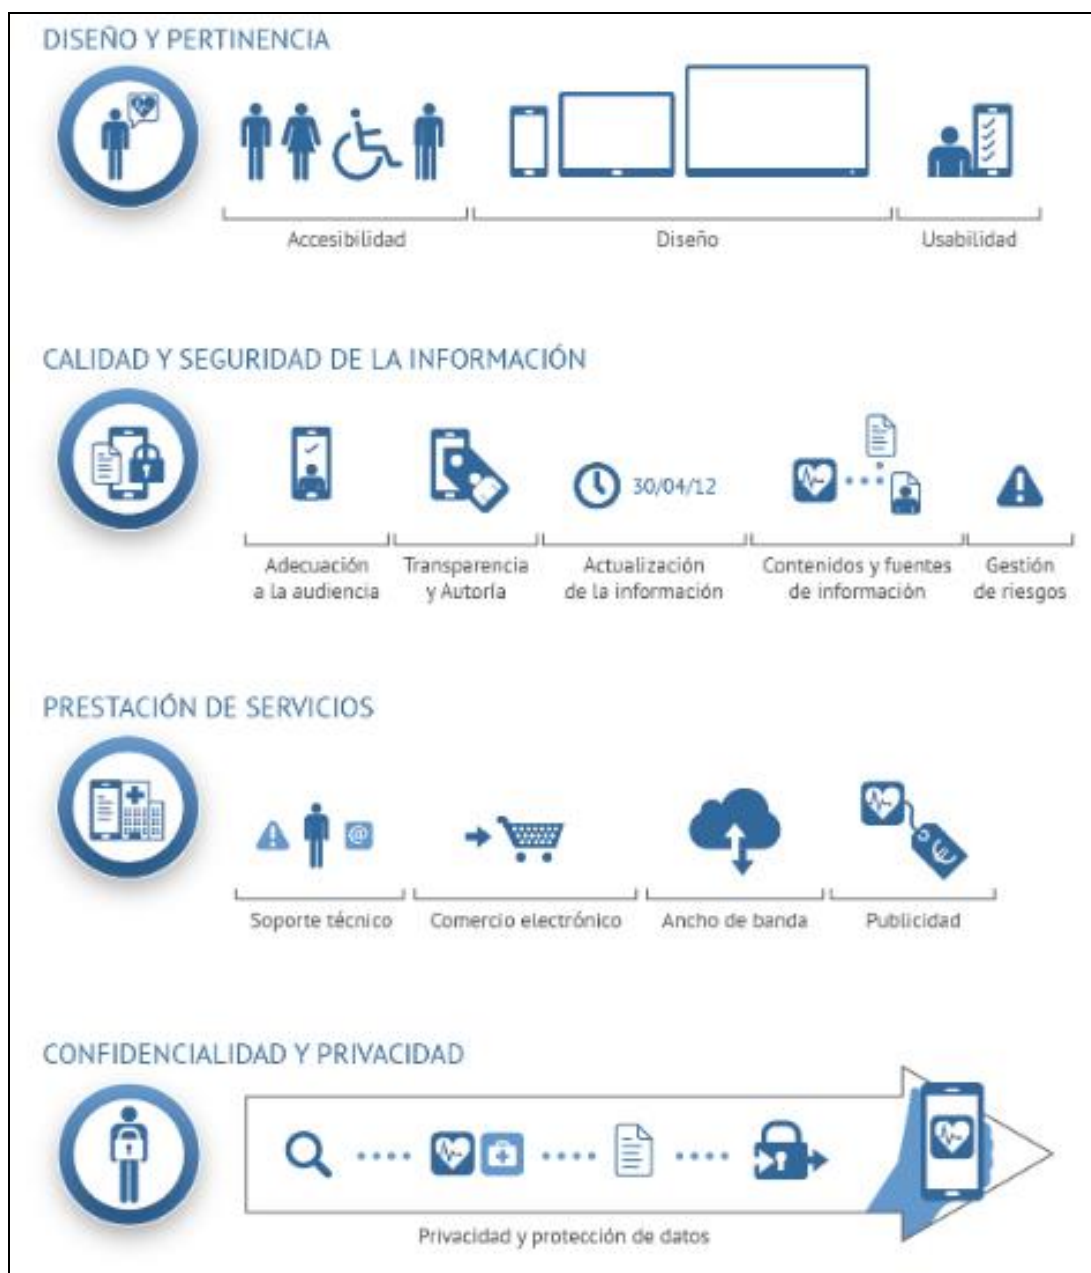 DISEÑO Y PERTINENCIA
Accesibilidad
Diseño
Usabilidad
CALIDAD Y SEGURIDAD DE LA INFORMACIÓN
30/04/12
Adecuación
a la audiencia
Transparencia
y Autoría
Actualización
de la información
Contenidos y fuentes
de información
Gestión
de riesgos
PRESTACIÓN DE SERVICIOS
@
Soporte técnico
Comercio electrónico
Ancho de banda
Publicidad
€
CONFIDENCIALIDAD Y PRIVACIDAD
Privacidad y protección de datos